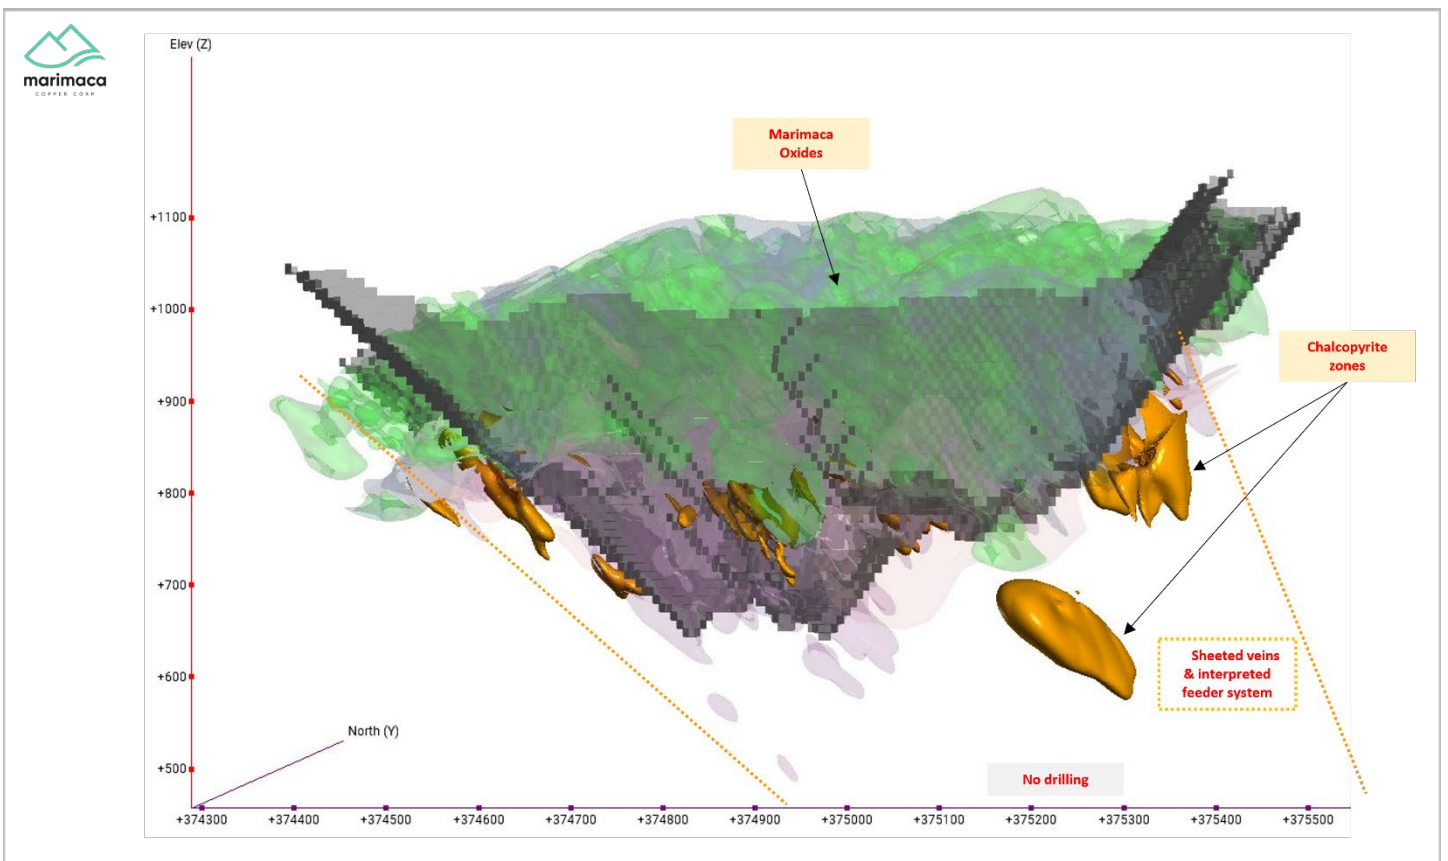 marimaca
COPPER CORP
Elev (Z)
Marimaca
Oxides
+1100
+1000
Chalcopyrite
zones
+900
+800
+700
Sheeted veins
& interpreted
feeder system
+600
North (Y)
+500
No drilling
+374300 +374400 +374500 +374600 +374700 +374800 +374900 +375000 +375100 +375200 +375300 +375400 +375500